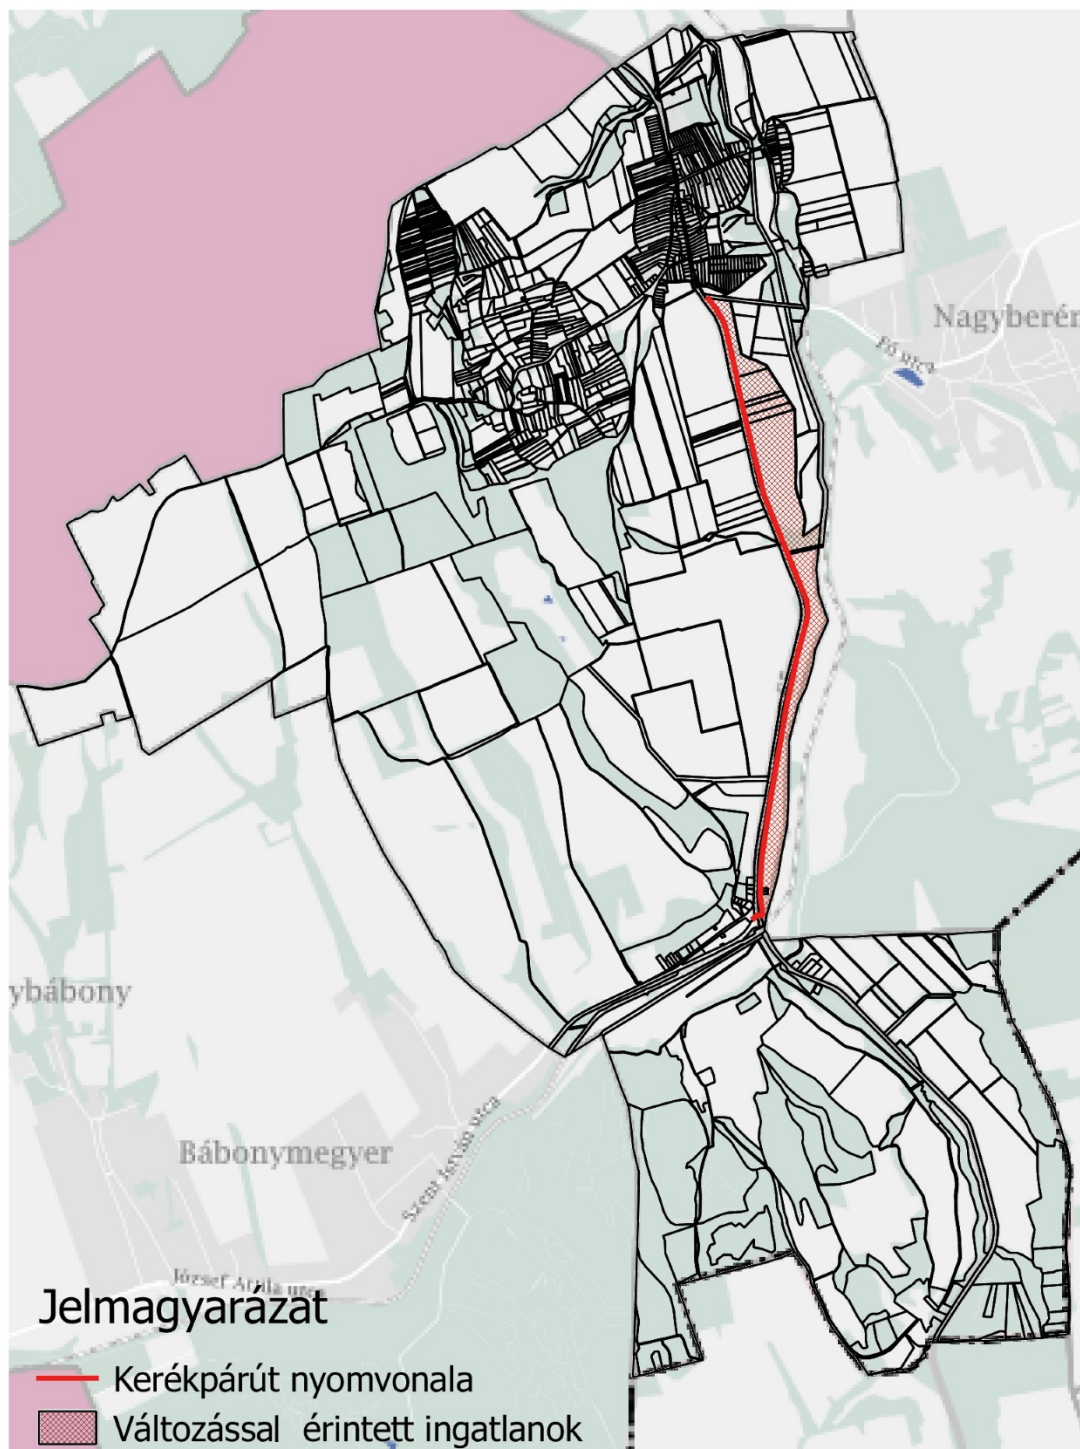 Nagyberén
Fő utca
ybábony
Bábonymegyer
Szent István utca
József Attila utca
Jelmagyarázat
Kerékpárút nyomvonala
Változással érintett ingatlanok